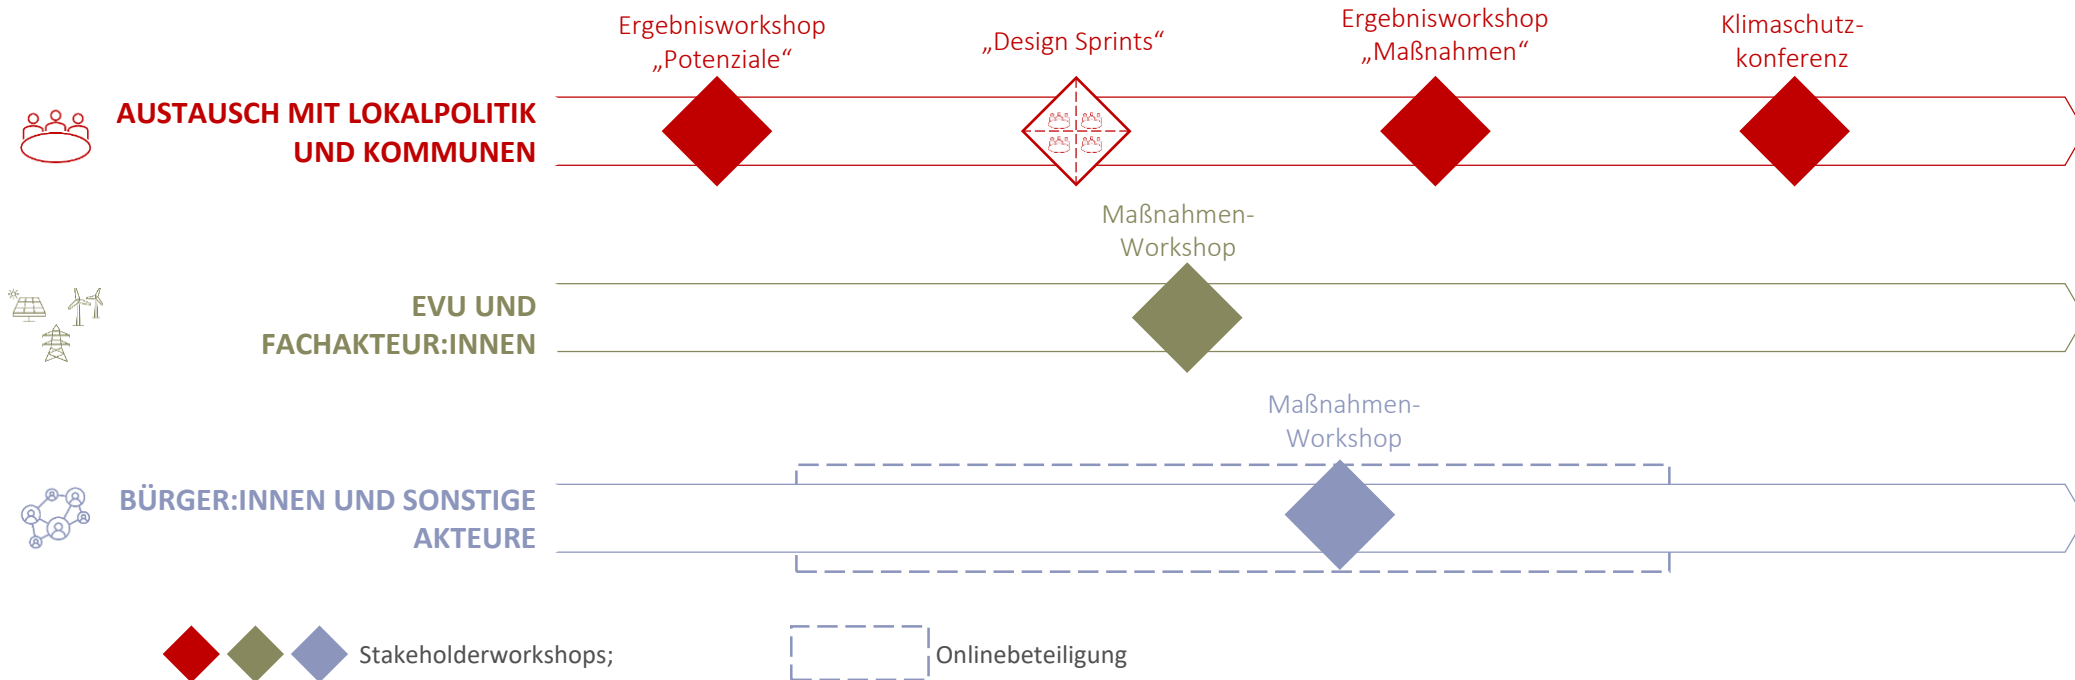 Ergebnisworkshop
„Potenziale“
„Design Sprints“
Ergebnisworkshop
„Maßnahmen“
Klimaschutz-
konferenz
AUSTAUSCH MIT LOKALPOLITIK
UND KOMMUNEN
Maßnahmen-
Workshop
EVU UND
FACHAKTEUR:INNEN
Maßnahmen-
Workshop
BÜRGER:INNEN UND SONSTIGE
AKTEURE
Stakeholderworkshops;
Onlinebeteiligung